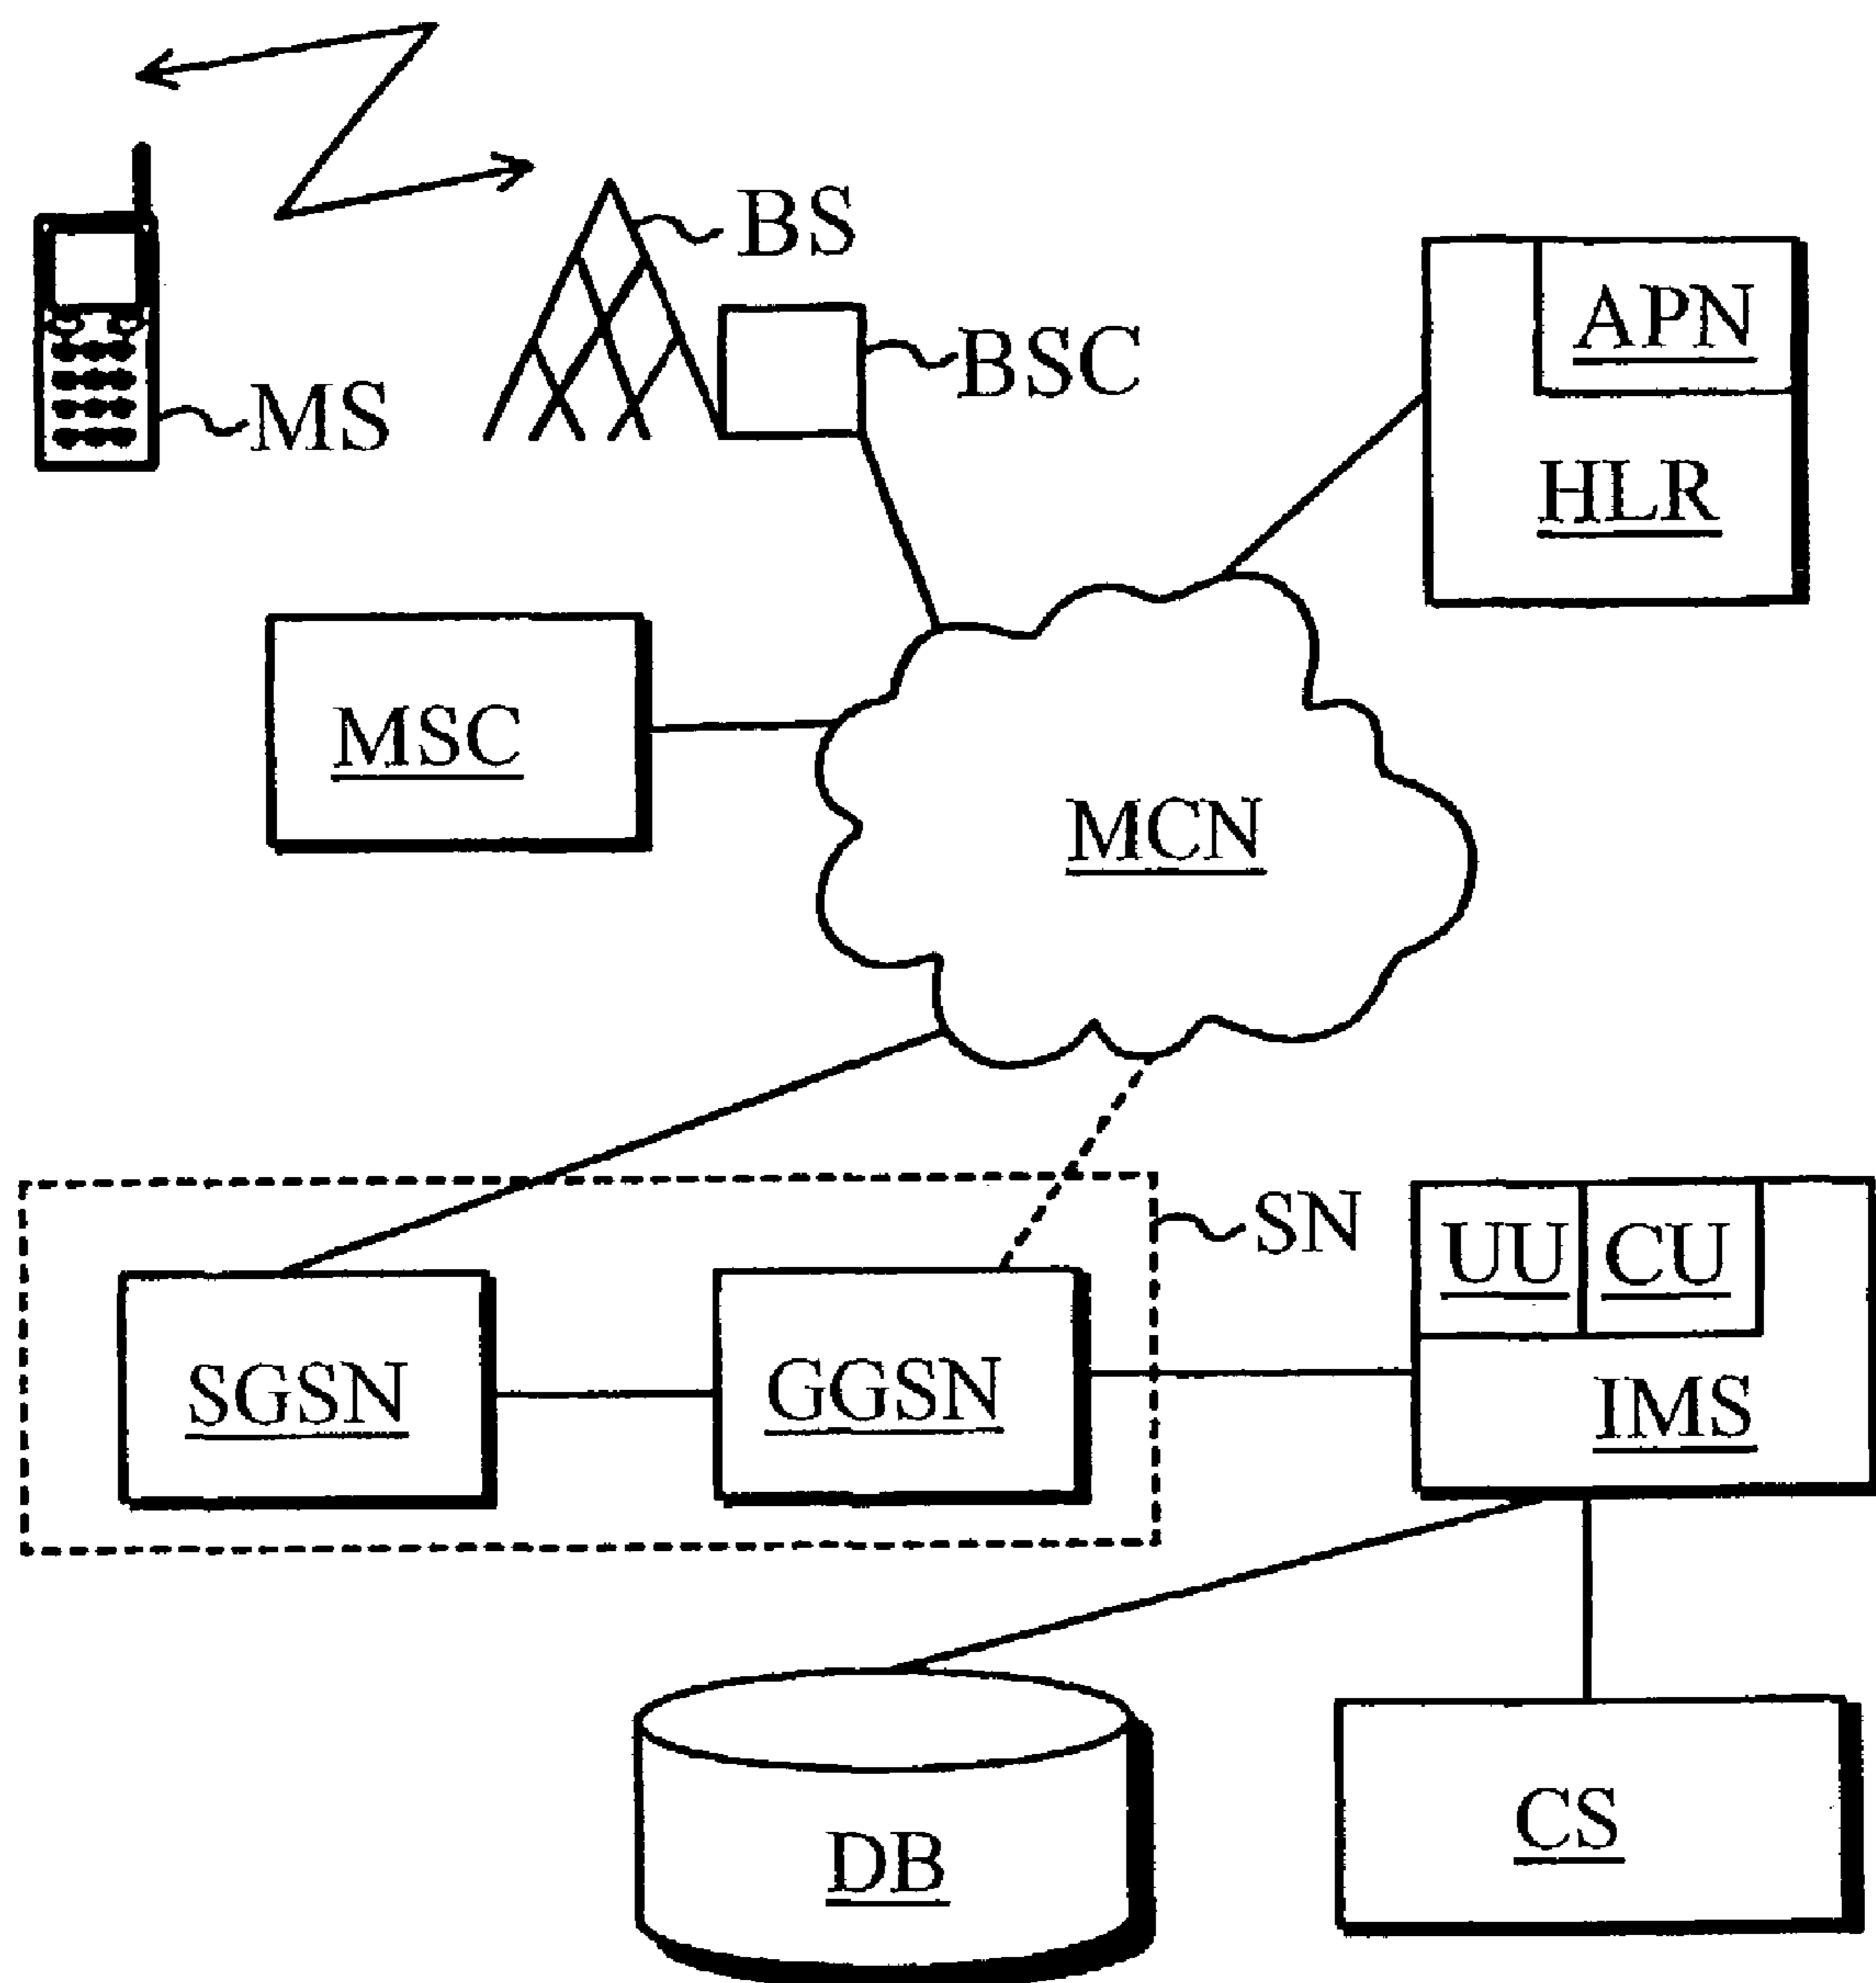 BS
APN
BSC
MS
HLR
MSC
MCN
SN
UU CU
SGSN
GGSN
IMS
CS
DB